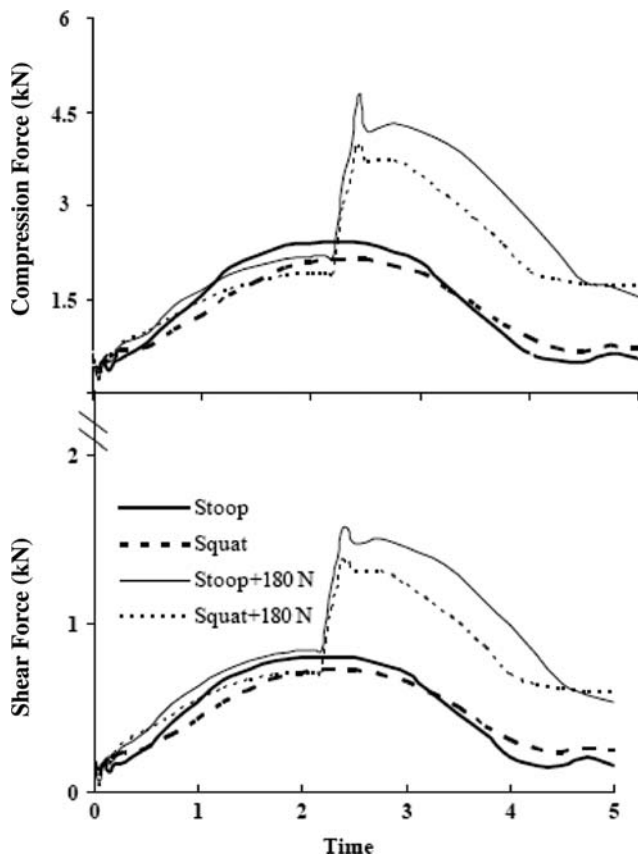 6
Compression Force (kN)
4.5
3
1.5
2
Stoop
Squat
Stoop+180 N
Squat+180 N
Shear Force (kN)
1
0
0 1 2 3 4 5
Time